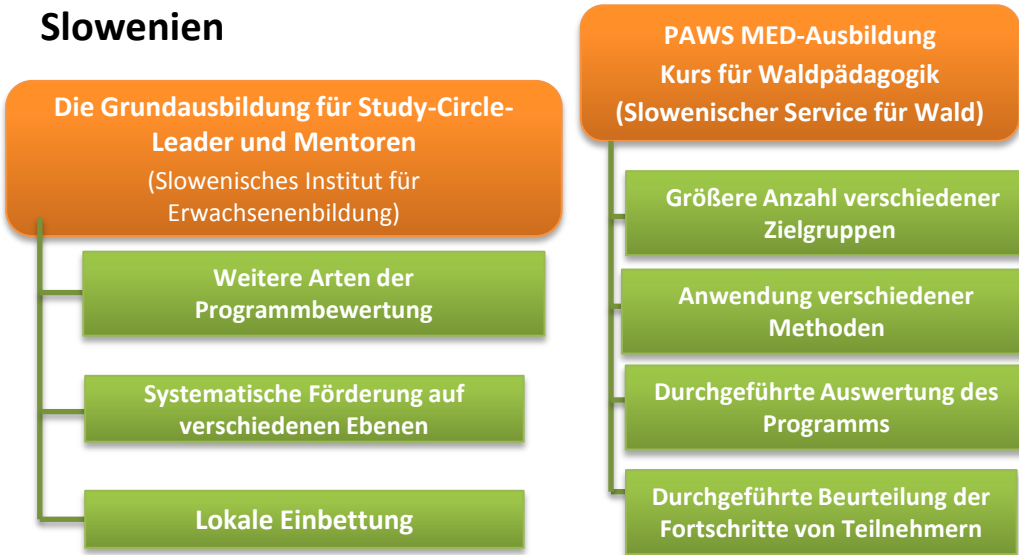 Slowenien
Die Grundausbildung für Study-Circle-
Leader und Mentoren
(Slowenisches Institut für
Erwachsenenbildung)
Weitere Arten der
Programmbewertung
Systematische Förderung auf
verschiedenen Ebenen
Lokale Einbettung
PAWS MED-Ausbildung
Kurs für Waldpädagogik
(Slowenischer Service für Wald)
Größere Anzahl verschiedener
Zielgruppen
Anwendung verschiedener
Methoden
Durchgeführte Auswertung des
Programms
Durchgeführte Beurteilung der
Fortschritte von Teilnehmern